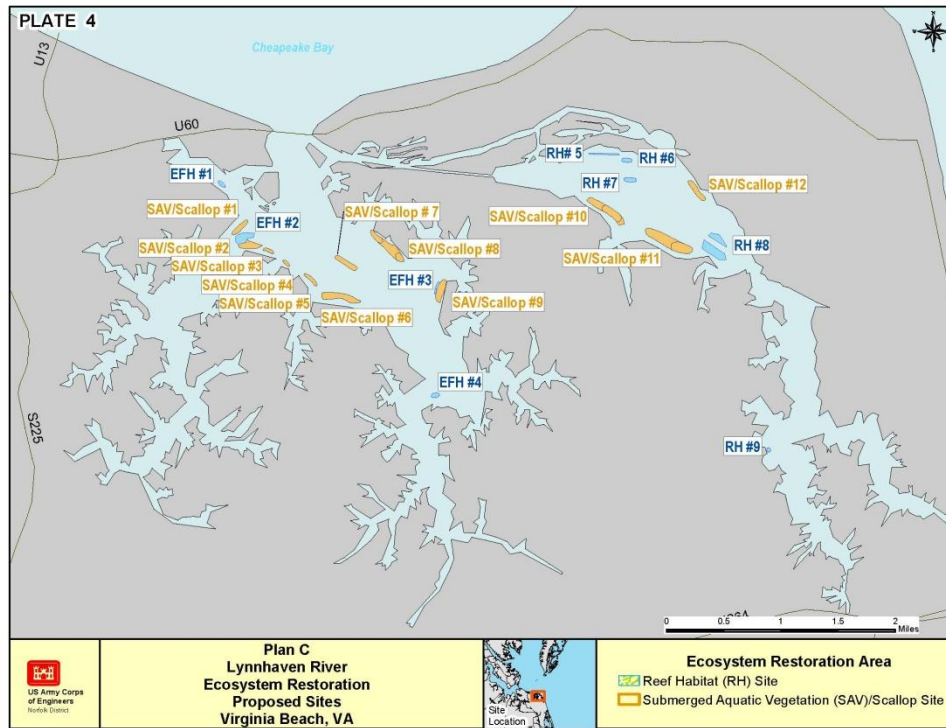 PLATE 4
Cheapeake Bay
U13
U60
EFH #1
SAV/Scallop #1
EFH #2
SAV/Scallop #2
SAV/Scallop #3
SAV/Scallop #4
SAV/Scallop #5
SAV/Scallop #6
SAV/Scallop # 7
SAV/Scallop #8
EFH #3
SAV/Scallop #9
EFH #4
RH# 5
RH #6
RH #7
SAV/Scallop #10
SAV/Scallop #12
SAV/Scallop #11
RH #8
RH #9
S225
0 0.5 1 2
Miles
US Army Corps
of Engineers
Norfolk District
Plan C
Lynnhaven River
Ecosystem Restoration
Proposed Sites
Virginia Beach, VA
Site
Location
Ecosystem Restoration Area
Reef Habitat (RH) Site
Submerged Aquatic Vegetation (SAV)/Scallop Site